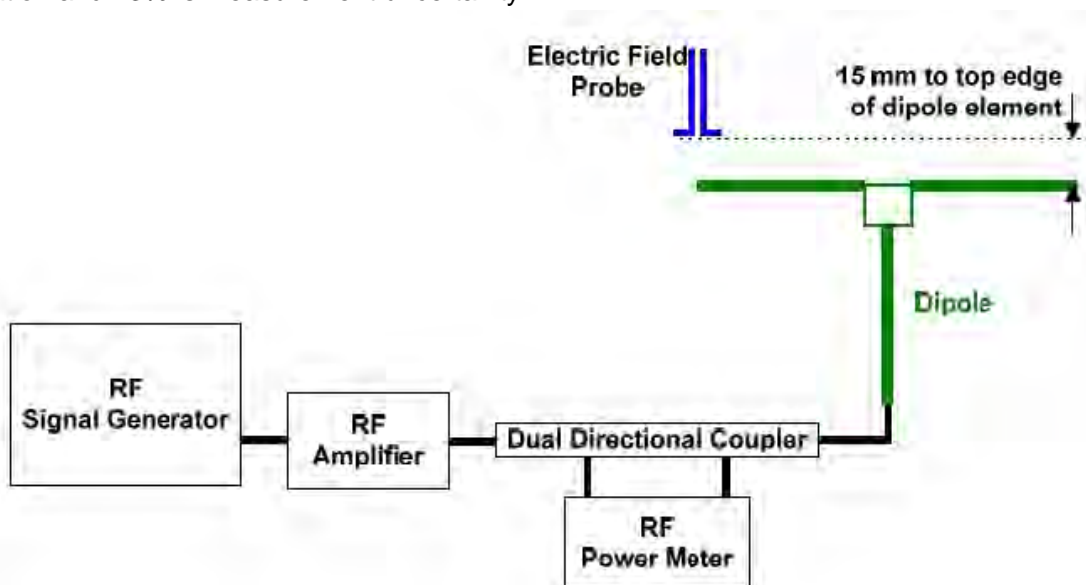 Electric Field
Probe
15 mm to top edge
of dipole element
Dipole
RF
Signal Generator
RF
Amplifier
Dual Directional Coupler
RF
Power Meter